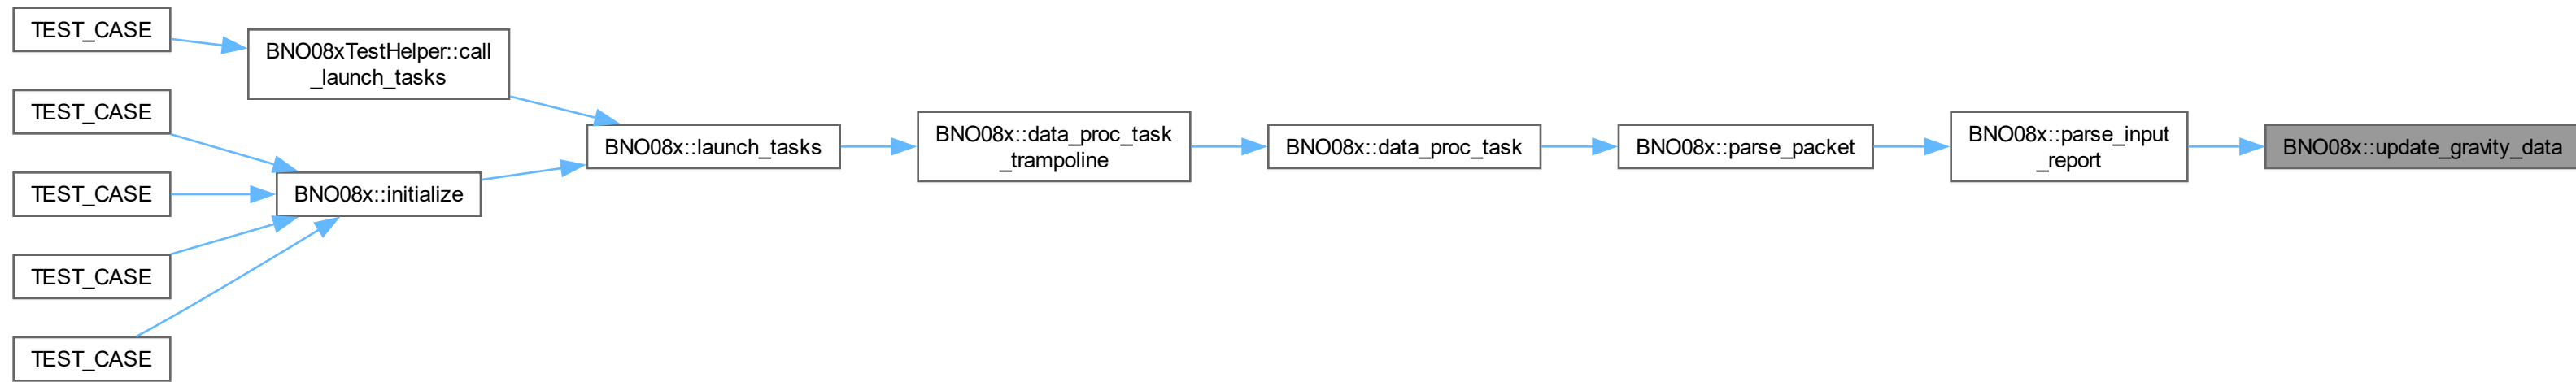 TEST_CASE
BNO08xTestHelper::call
_launch_tasks
TEST_CASE
TEST_CASE
TEST_CASE
TEST_CASE
BNO08x::initialize
BNO08x::launch_tasks
BNO08x::data_proc_task
_trampoline
BNO08x::data_proc_task
BNO08x::parse_packet
BNO08x::parse_input
_report
BNO08x::update_gravity_data